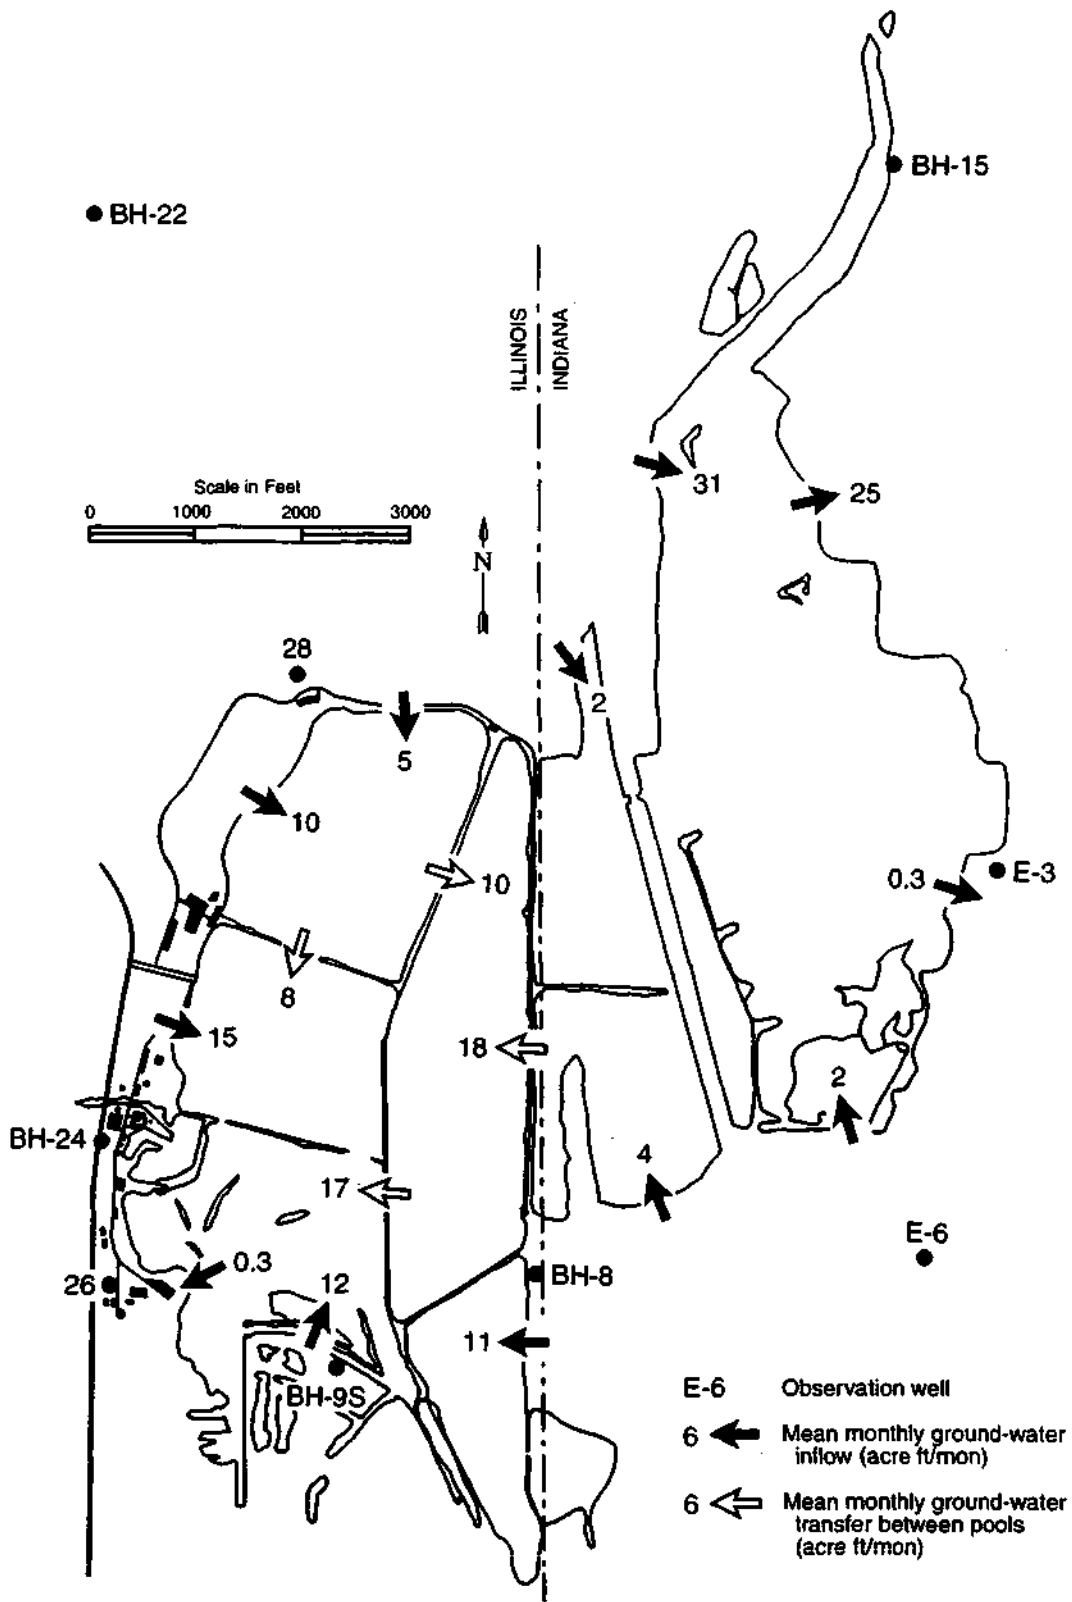 BH-15
BH-22
ILLINOIS
INDIANA
31
25
Scale in Feet
0 1000 2000 3000
N
28
2
5
10
10
0.3
E-3
8
15
18
2
BH-24
4
17
E-6
0.3
26
12
BH-8
11
BH-9S
E-6 Observation well
6 Mean monthly ground-water
inflow (acre ft/mon)
6 Mean monthly ground-water
transfer between pools
(acre ft/mon)